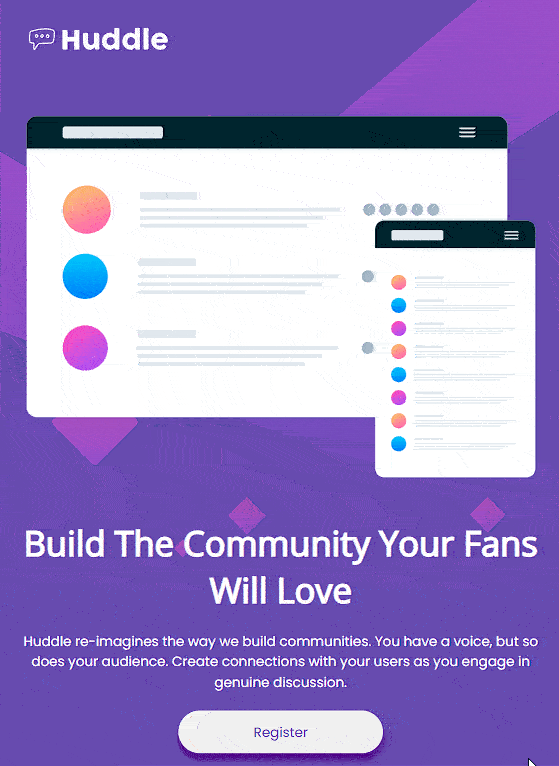 Huddle
Build The Community Your Fans
Will Love
Huddle re-imagines the way we build communities. You have a voice, but so
does your audience. Create connections with your users as you engage in
genuine discussion.
Register